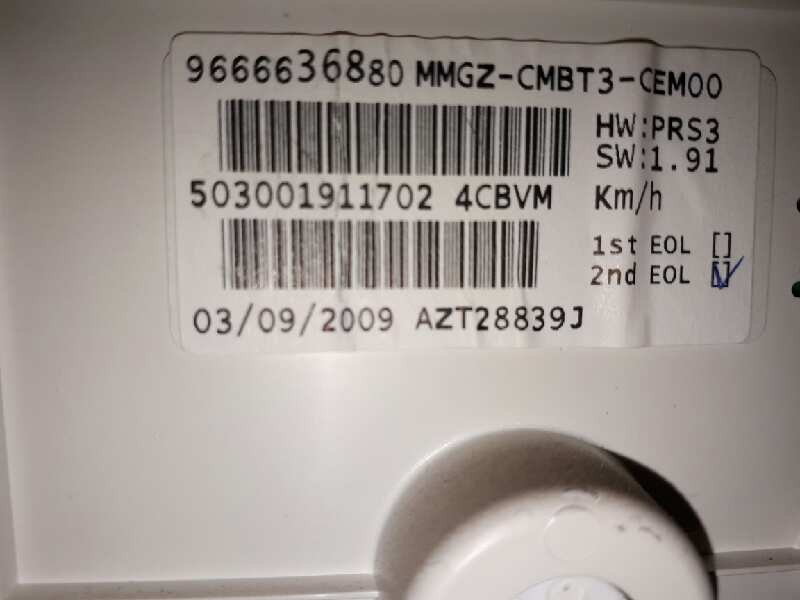 9666636880 MMGZ-CMBT3-CEM00
HW:PRS3
SW:1.91
503001911702 4CBVM Km/h
1st EOL []
2nd EOL []
03/09/2009 AZT28839J